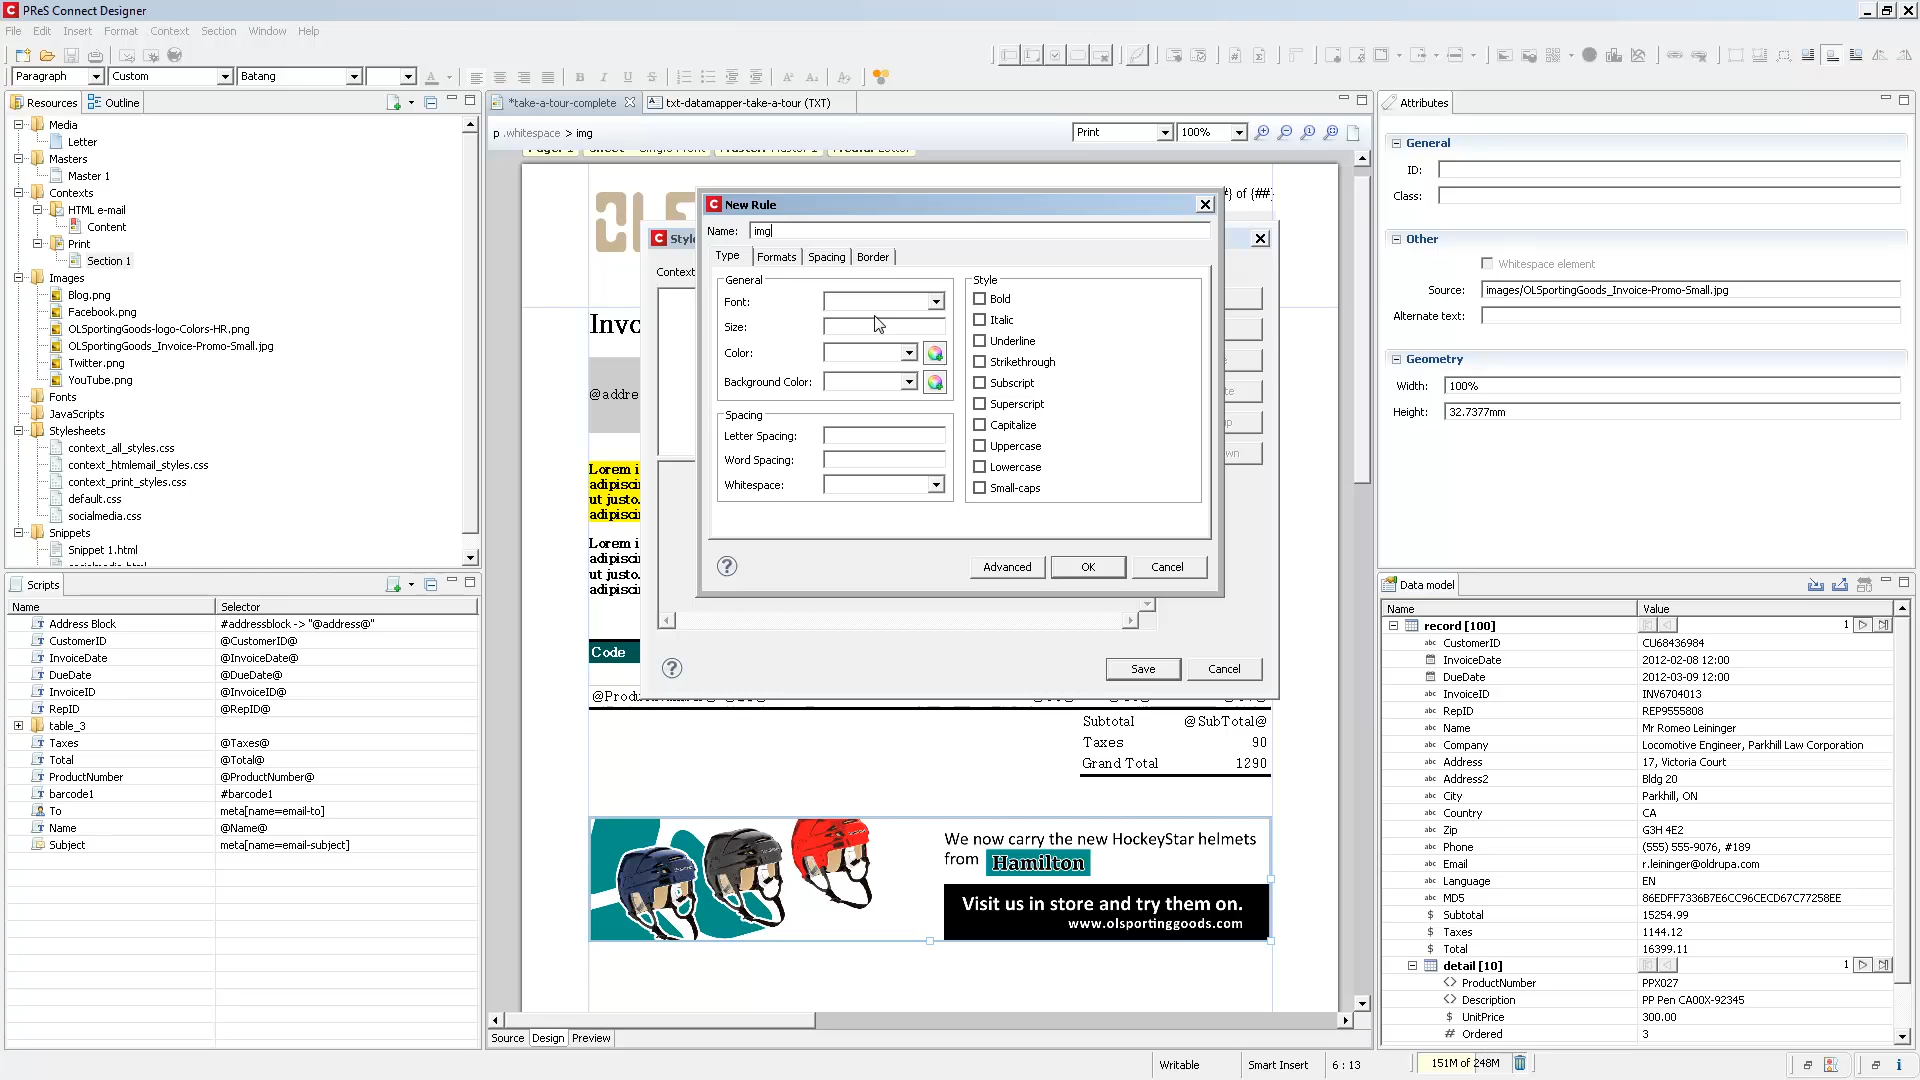 PReS Connect Designer
File Edit Insert Format Context Section Window Help
Paragraph Custom Batang
Resources Outline
Media
Letter
Masters
Master 1
Contexts
HTML e-mail
Content
Print
Section 1
Images
Blog.png
Facebook.png
OLSportingGoods-logo-Colors-HR.png
OLSportingGoods_Invoice-Promo-Small.jpg
Twitter.png
YouTube.png
Fonts
JavaScripts
Stylesheets
context_all_styles.css
context_htmlemail_styles.css
context_print_styles.css
default.css
socialmedia.css
Snippets
Snippet 1.html
Scripts
Name Selector
Address Block #addressblock -> "@address@"
CustomerID @CustomerID@
InvoiceDate @InvoiceDate@
DueDate @DueDate@
InvoiceID @InvoiceID@
RepID @RepID@
table_3
Taxes @Taxes@
Total @Total@
ProductNumber @ProductNumber@
barcode1 #barcode1
To meta[name=email-to]
Name @Name@
Subject meta[name=email-subject]
*take-a-tour-complete txt-datamapper-take-a-tour (TXT)
p .whitespace > img
Print 100%
of {##}
Invo
@addre
Lorem i
adipiscin
ut justo.
adipiscin
Lorem i
adipiscin
ut justo.
adipiscin
Code
Subtotal @SubTotal@
Taxes 90
Grand Total 1290
We now carry the new HockeyStar helmets
from Hamilton
Visit us in store and try them on.
www.olsportinggoods.com
Source Design Preview
Style
Context
Save Cancel
New Rule
Name: img
Type Formats Spacing Border
General
Font:
Size:
Color:
Background Color:
Spacing
Letter Spacing:
Word Spacing:
Whitespace:
Style
Bold
Italic
Underline
Strikethrough
Subscript
Superscript
Capitalize
Uppercase
Lowercase
Small-caps
Advanced OK Cancel
Attributes
General
ID:
Class:
Other
Whitespace element
Source: images/OLSportingGoods_Invoice-Promo-Small.jpg
Alternate text:
Geometry
Width: 100%
Height: 32.7377mm
Data model
Name Value
record [100] 1
CustomerID CU68436984
InvoiceDate 2012-02-08 12:00
DueDate 2012-03-09 12:00
InvoiceID INV6704013
RepID REP9555808
Name Mr Romeo Leininger
Company Locomotive Engineer, Parkhill Law Corporation
Address 17, Victoria Court
Address2 Bldg 20
City Parkhill, ON
Country CA
Zip G3H 4E2
Phone (555) 555-9076, #189
Email r.leininger@oldrupa.com
Language EN
MD5 86EDFF7336B7E6CC96CECD67C77258EE
Subtotal 15254.99
Taxes 1144.12
Total 16399.11
detail [10] 1
ProductNumber PPX027
Description PP Pen CA00X-92345
UnitPrice 300.00
Ordered 3
Writable Smart Insert 6 : 13 151M of 248M